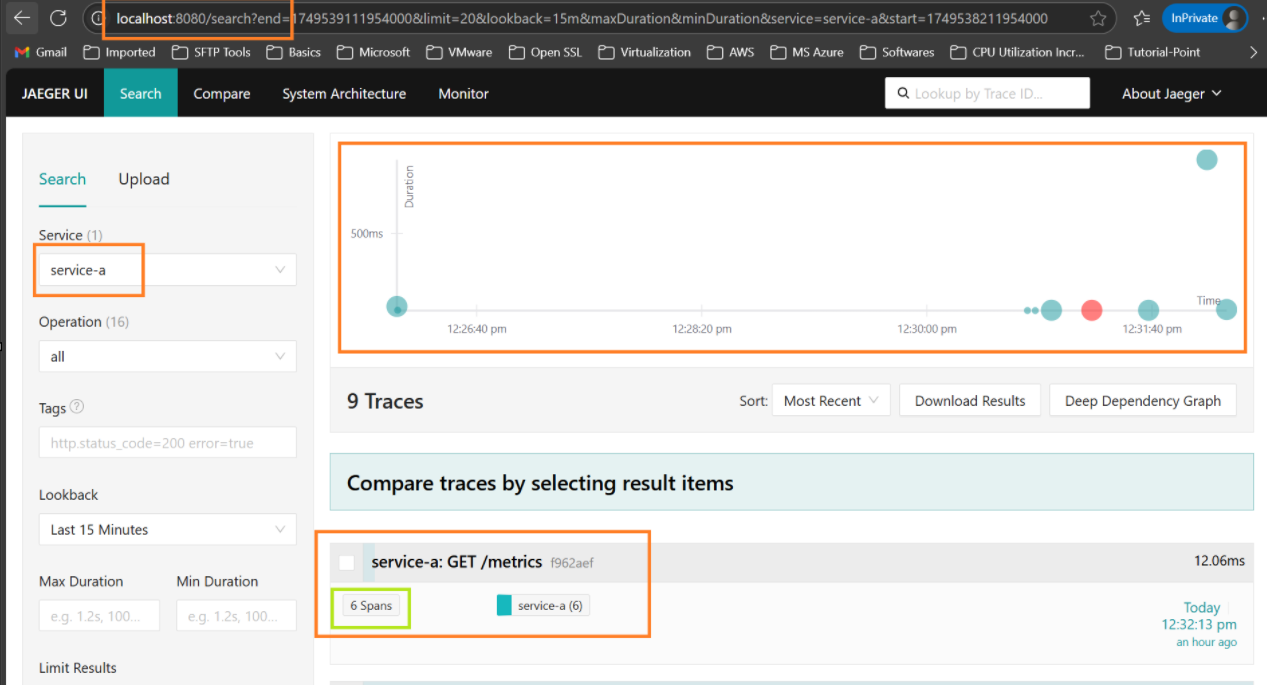 localhost:8080/search?end=1749539111954000&limit=20&lookback=15m&maxDuration&minDuration&service=service-a&start=1749538211954000
InPrivate
Gmail Imported SFTP Tools Basics Microsoft VMware Open SSL Virtualization AWS MS Azure Softwares CPU Utilization Incr... Tutorial-Point
JAEGER UI Search Compare System Architecture Monitor Lookup by Trace ID... About Jaeger
Search Upload
Service (1)
service-a
Operation (16)
all
Tags
http.status_code=200 error=true
Lookback
Last 15 Minutes
Max Duration Min Duration
e.g. 1.2s, 100... e.g. 1.2s, 100...
Limit Results
Duration
500ms
Time
12:26:40 pm 12:28:20 pm 12:30:00 pm 12:31:40 pm
9 Traces Sort: Most Recent Download Results Deep Dependency Graph
Compare traces by selecting result items
service-a: GET /metrics f962aef 12.06ms
6 Spans service-a (6) Today
12:32:13 pm
an hour ago